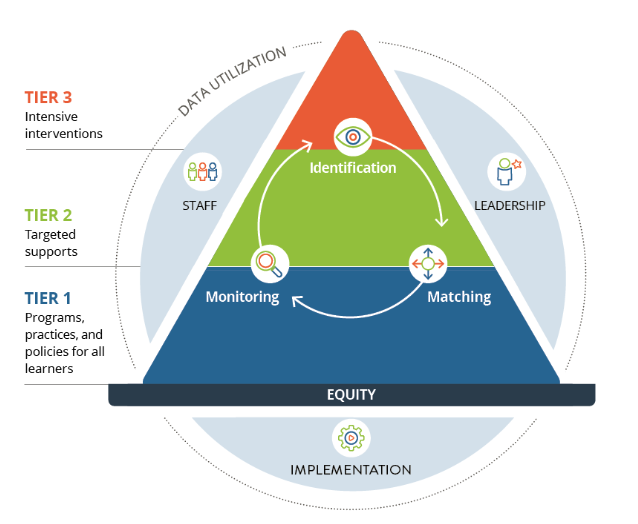 DATA UTILIZATION
TIER 3
Intensive
interventions
Identification
STAFF
LEADERSHIP
TIER 2
Targeted
supports
TIER 1
Programs,
practices, and
policies for all
learners
Monitoring
Matching
EQUITY
IMPLEMENTATION